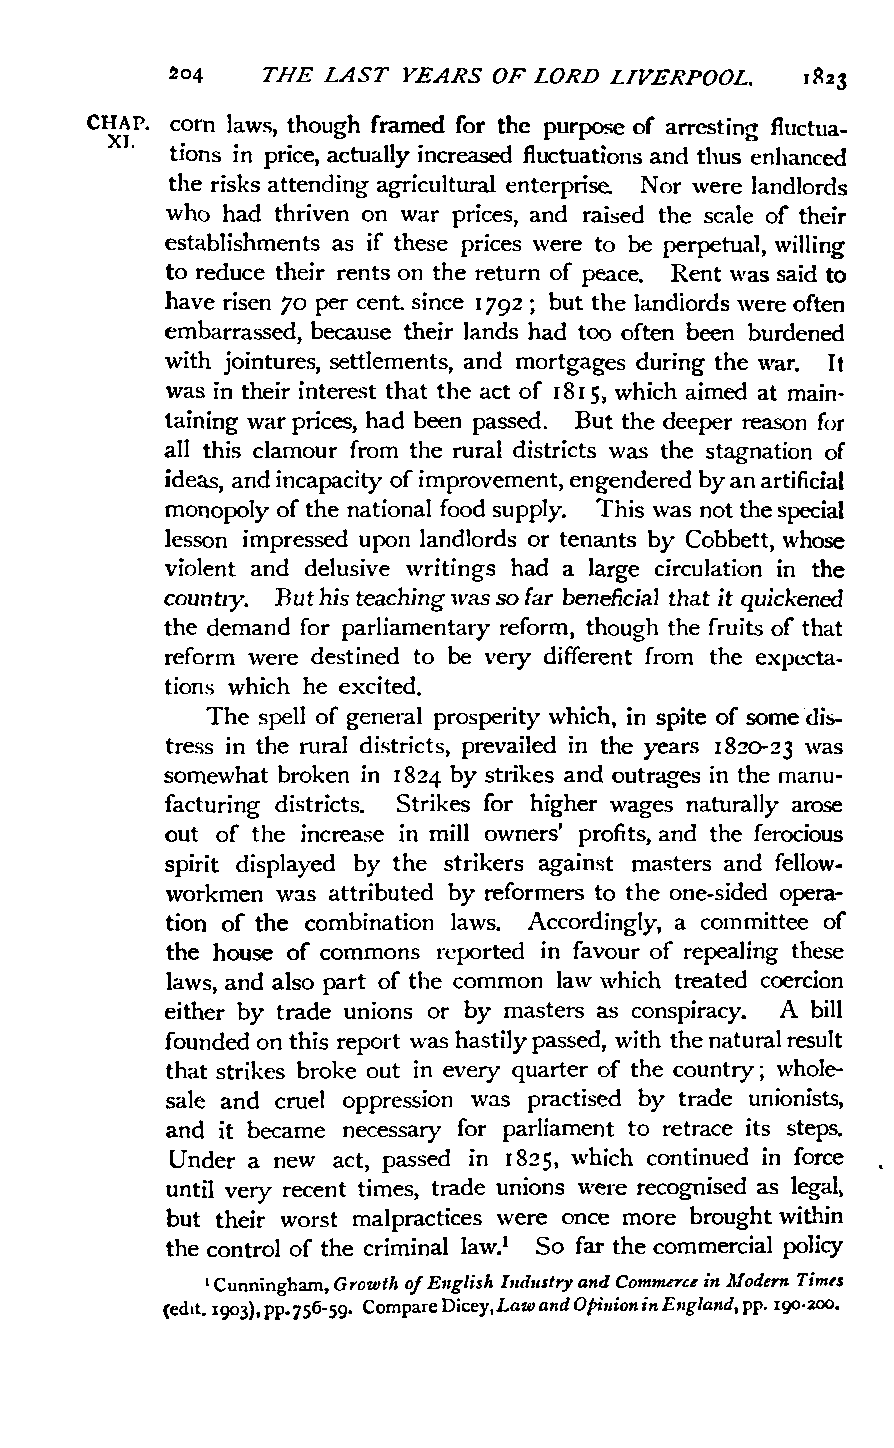 204 THE LAST YEARS OF LORD LIVERPOOL. 1823
CHAP.
XI.
corn laws, though framed for the purpose of arresting fluctua-
tions in price, actually increased fluctuations and thus enhanced
the risks attending agricultural enterprise. Nor were landlords
who had thriven on war prices, and raised the scale of their
establishments as if these prices were to be perpetual, willing
to reduce their rents on the return of peace. Rent was said to
have risen 70 per cent. since 1792 ; but the landlords were often
embarrassed, because their lands had too often been burdened
with jointures, settlements, and mortgages during the war. It
was in their interest that the act of 1815, which aimed at main-
taining war prices, had been passed. But the deeper reason for
all this clamour from the rural districts was the stagnation of
ideas, and incapacity of improvement, engendered by an artificial
monopoly of the national food supply. This was not the special
lesson impressed upon landlords or tenants by Cobbett, whose
violent and delusive writings had a large circulation in the
country. But his teaching was so far beneficial that it quickened
the demand for parliamentary reform, though the fruits of that
reform were destined to be very different from the expecta-
tions which he excited.
The spell of general prosperity which, in spite of some dis-
tress in the rural districts, prevailed in the years 1820-23 was
somewhat broken in 1824 by strikes and outrages in the manu-
facturing districts. Strikes for higher wages naturally arose
out of the increase in mill owners' profits, and the ferocious
spirit displayed by the strikers against masters and fellow-
workmen was attributed by reformers to the one-sided opera-
tion of the combination laws. Accordingly, a committee of
the house of commons reported in favour of repealing these
laws, and also part of the common law which treated coercion
either by trade unions or by masters as conspiracy. A bill
founded on this report was hastily passed, with the natural result
that strikes broke out in every quarter of the country ; whole-
sale and cruel oppression was practised by trade unionists,
and it became necessary for parliament to retrace its steps.
Under a new act, passed in 1825, which continued in force
until very recent times, trade unions were recognised as legal,
but their worst malpractices were once more brought within
the control of the criminal law.¹ So far the commercial policy
¹ Cunningham, Growth of English Industry and Commerce in Modern Times
(edit. 1903), pp. 756-59. Compare Dicey, Law and Opinion in England, pp. 190-200.